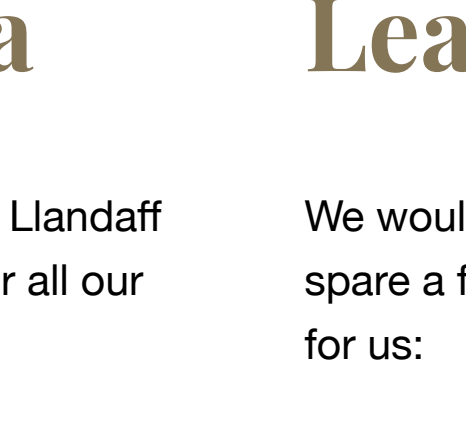 a
Lea
Llandaff
r all our
We woul
spare a f
for us: